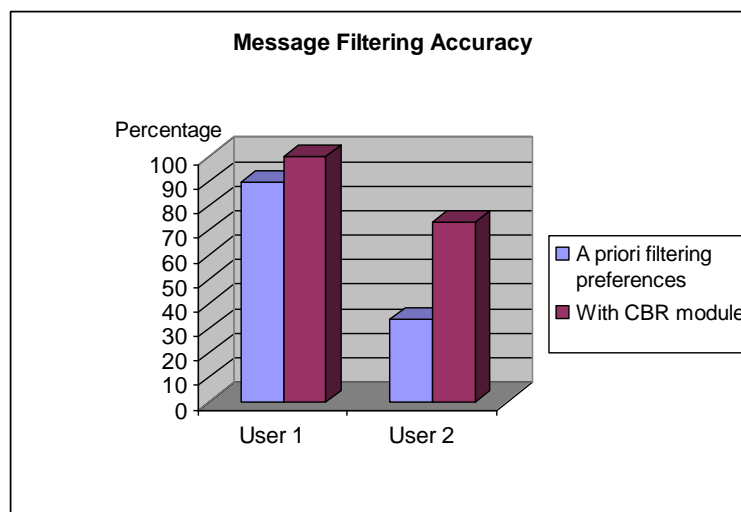 Message Filtering Accuracy
Percentage
100
90
80
70
60
50
40
30
20
10
0
User 1
User 2
A priori filtering
preferences
With CBR module